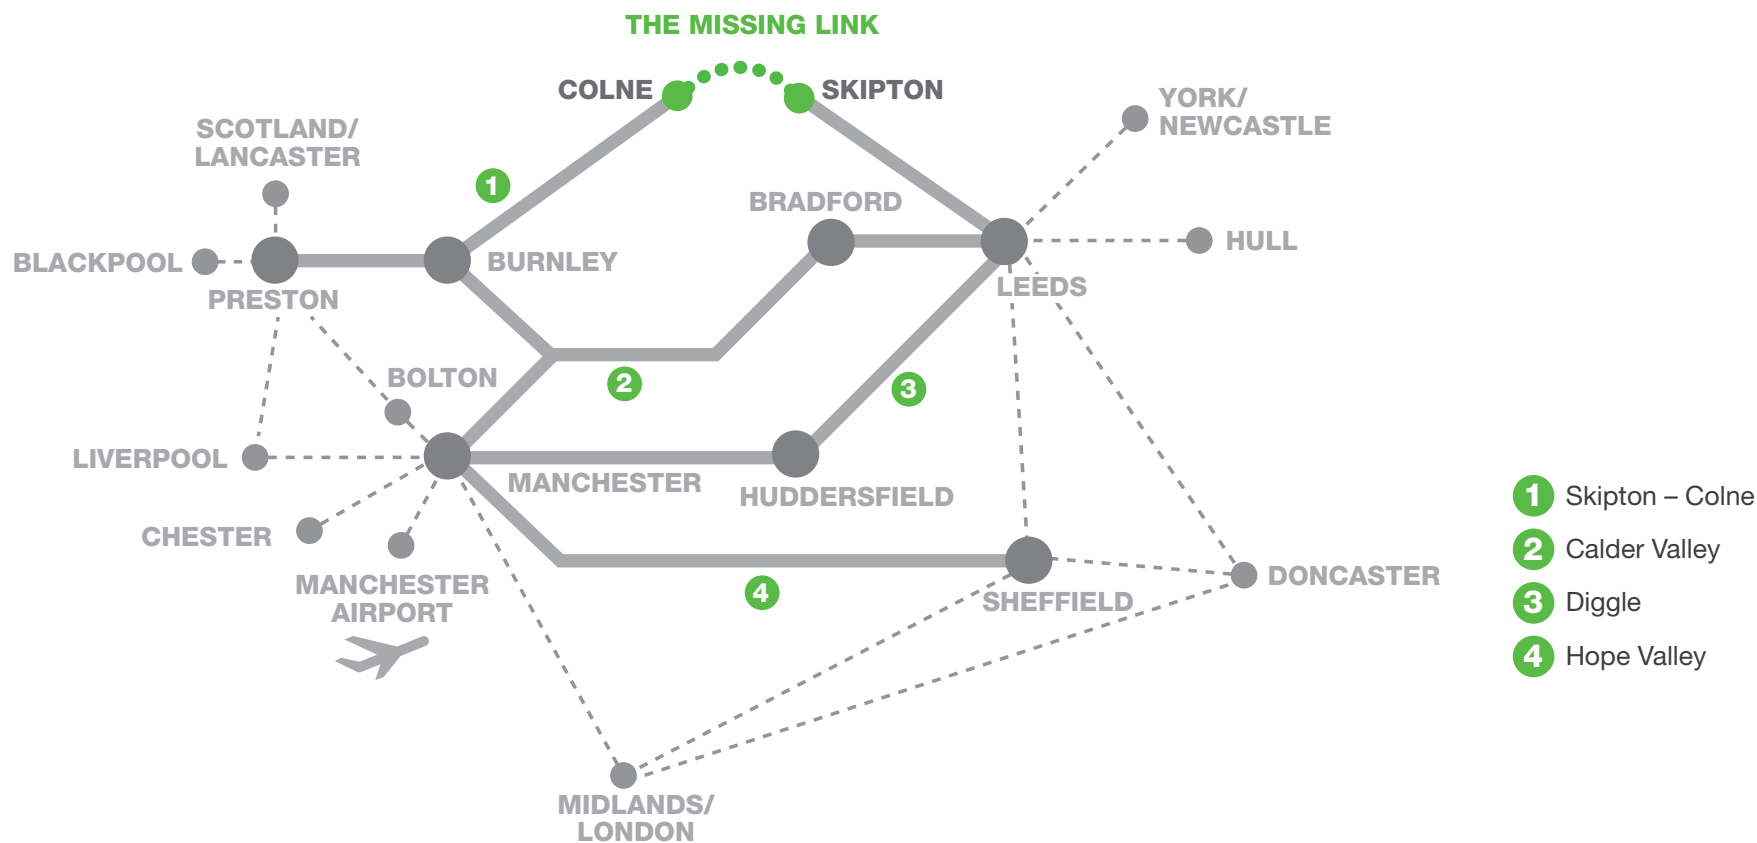 THE MISSING LINK
COLNE
SKIPTON
YORK/
NEWCASTLE
SCOTLAND/
LANCASTER
1
BRADFORD
BLACKPOOL
BURNLEY
HULL
PRESTON
LEEDS
BOLTON
2
3
LIVERPOOL
MANCHESTER
HUDDERSFIELD
CHESTER
MANCHESTER
AIRPORT
4
SHEFFIELD
DONCASTER
MIDLANDS/
LONDON
1 Skipton – Colne
2 Calder Valley
3 Diggle
4 Hope Valley